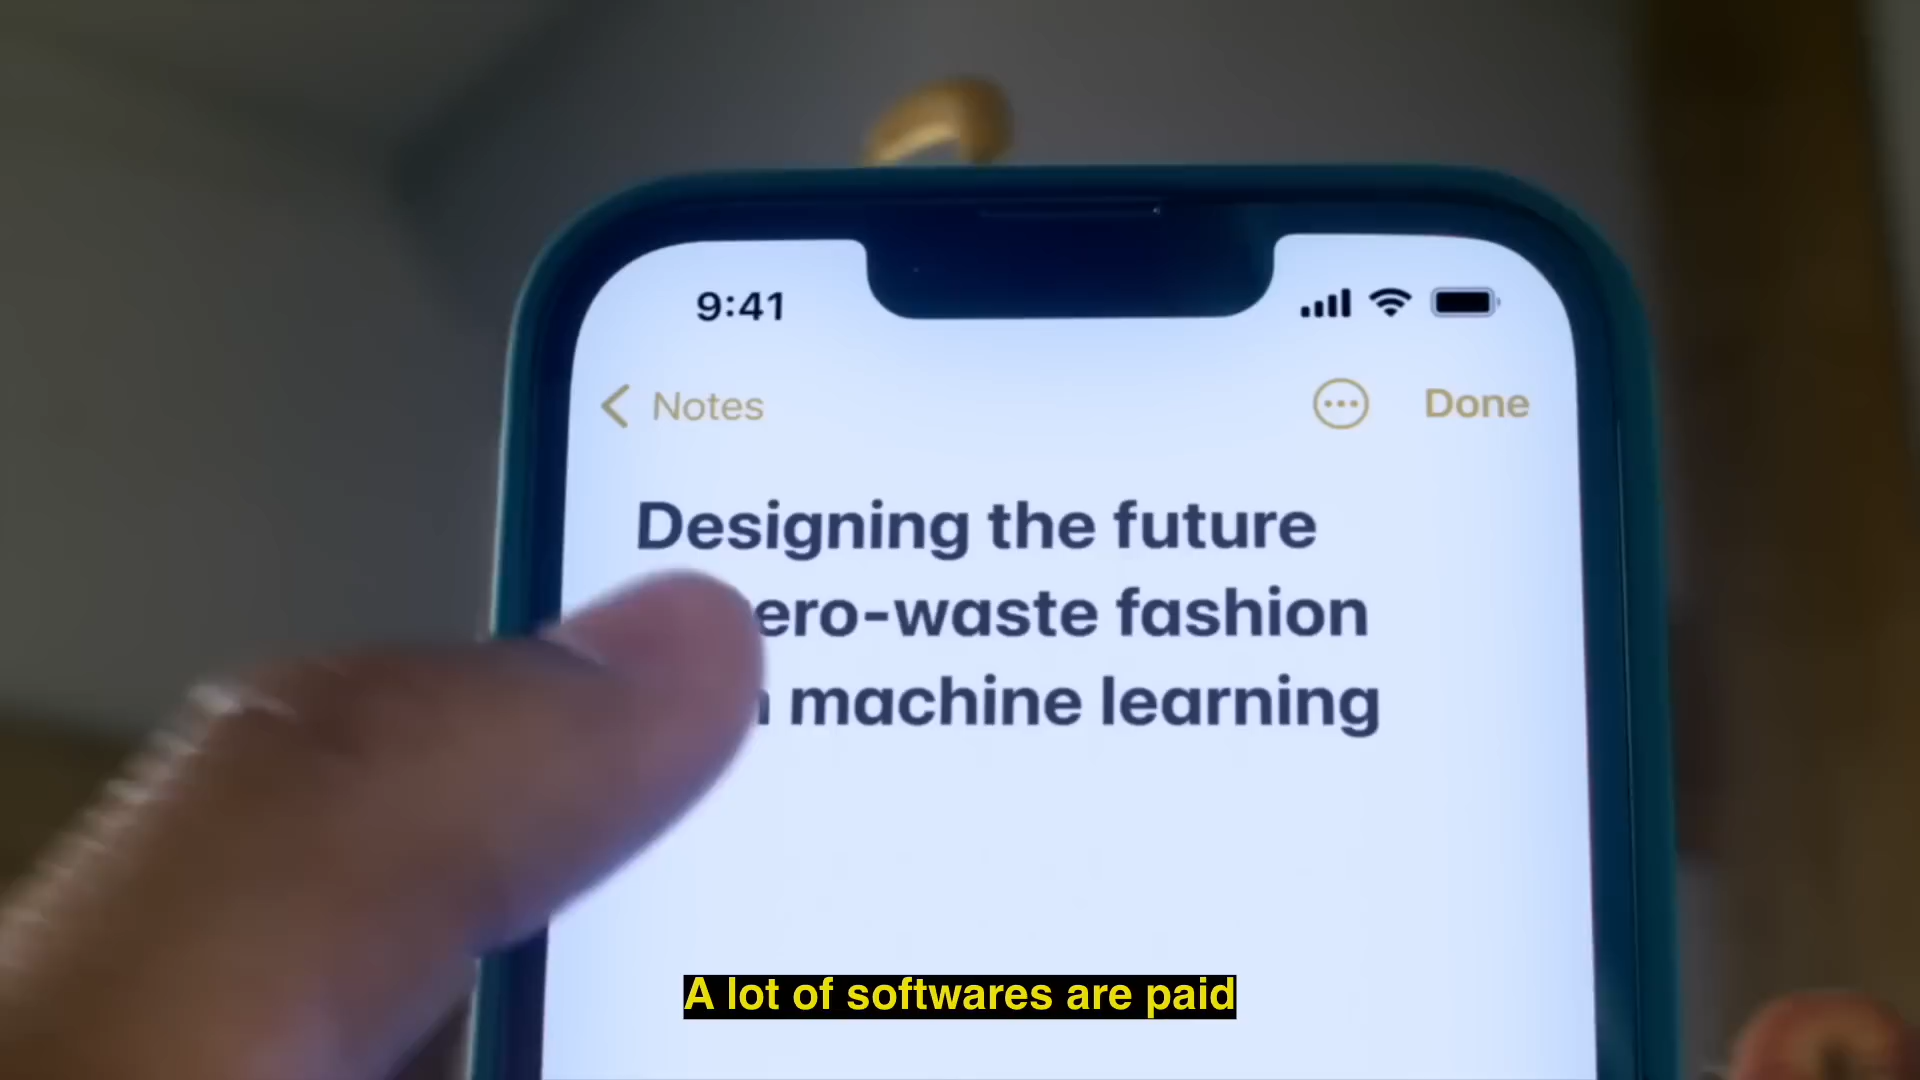 9:41
Notes
Done
Designing the future
ero-waste fashion
machine learning
A lot of softwares are paid